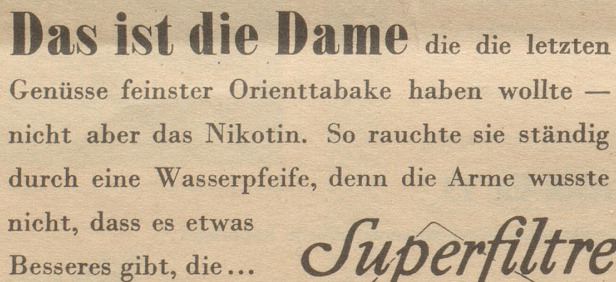 Das ist die Dame die die letzten
Genüsse feinster Orienttabake haben wollte —
nicht aber das Nikotin. So rauchte sie ständig
durch eine Wasserpfeife, denn die Arme wusste
nicht, dass es etwas
Besseres gibt, die...
Superfiltre